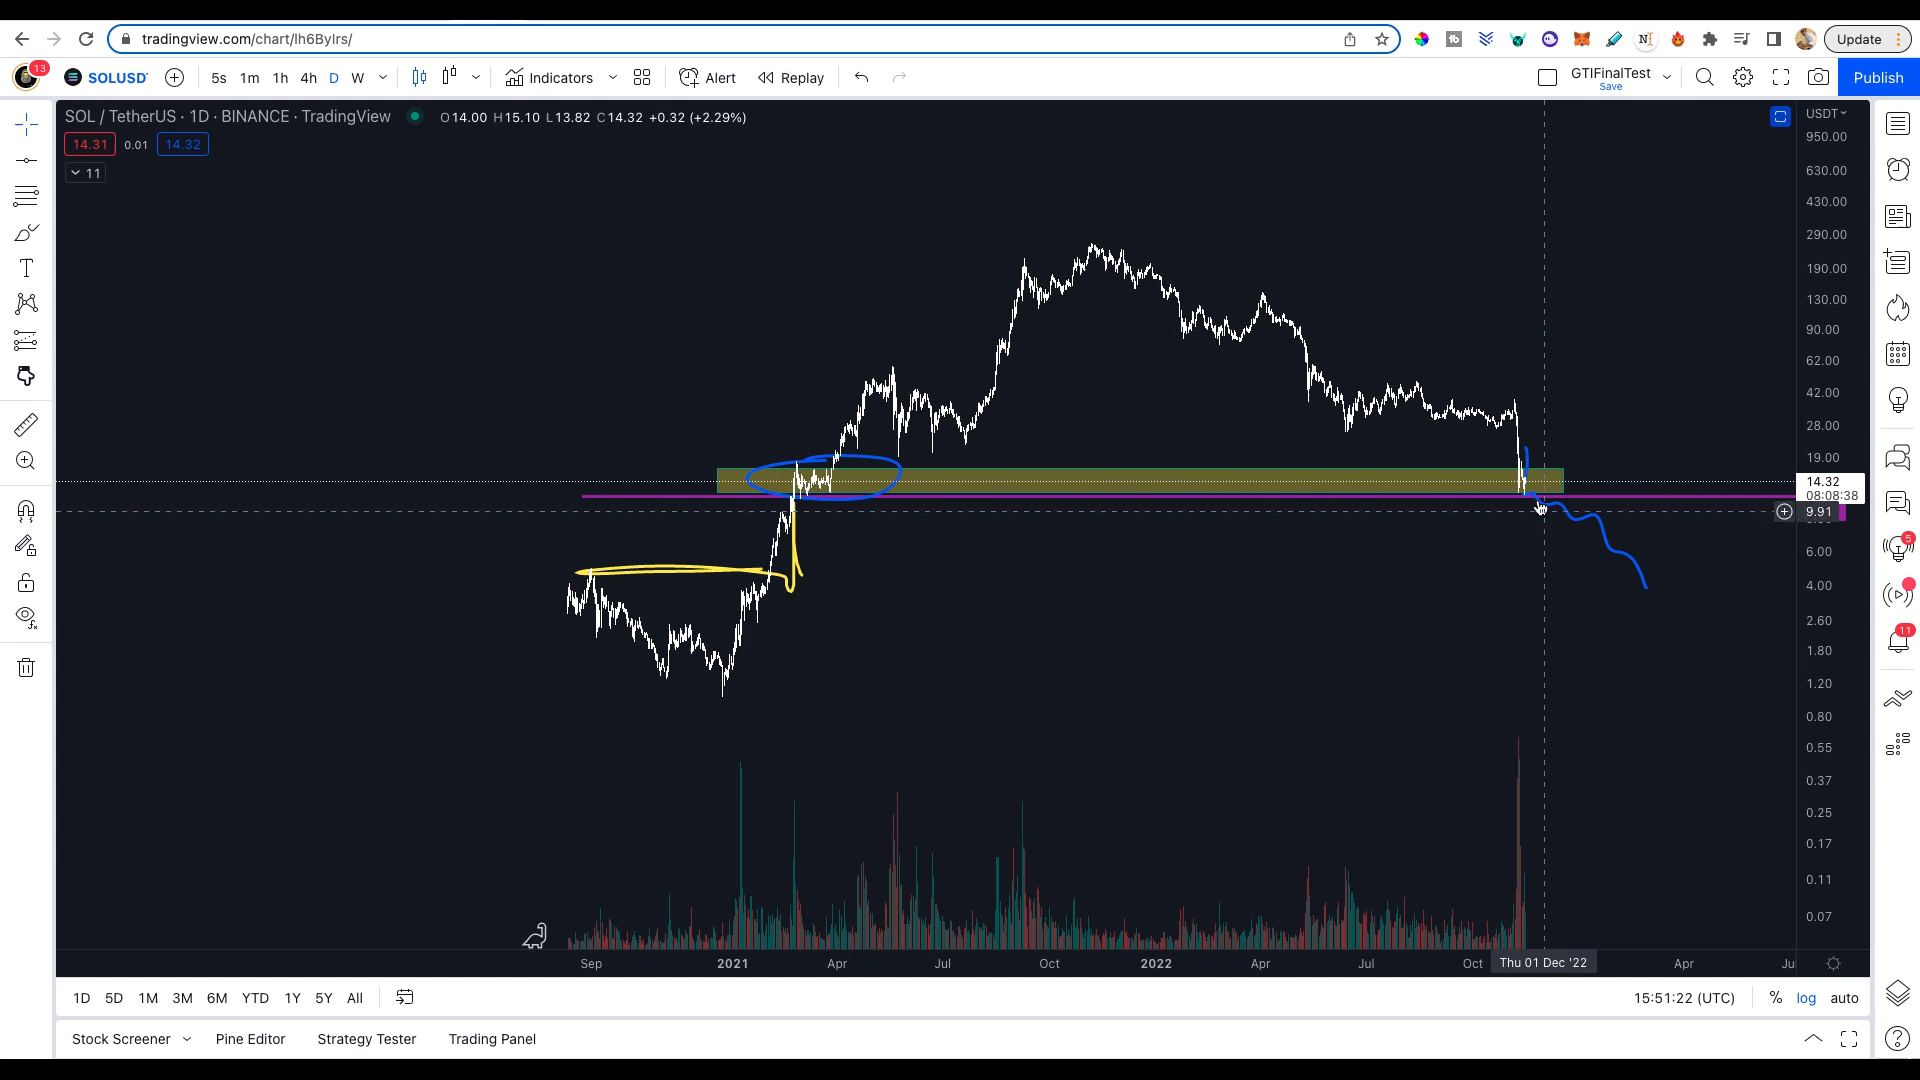 tradingview.com/chart/lh6Bylrs/
Update
13
SOLUSD
5s 1m 1h 4h D W
Indicators
Alert
Replay
GTIFinalTest
Save
Publish
SOL / TetherUS · 1D · BINANCE · TradingView
O14.00 H15.10 L13.82 C14.32 +0.32 (+2.29%)
14.31 0.01 14.32
11
USDT
950.00
630.00
430.00
290.00
190.00
130.00
90.00
62.00
42.00
28.00
19.00
14.32
08:08:38
9.91
6.00
4.00
2.60
1.80
1.20
0.80
0.55
0.37
0.25
0.17
0.11
0.07
5
11
Sep 2021 Apr Jul Oct 2022 Apr Jul Oct Thu 01 Dec '22 Apr
1D 5D 1M 3M 6M YTD 1Y 5Y All
15:51:22 (UTC) % log auto
Stock Screener Pine Editor Strategy Tester Trading Panel